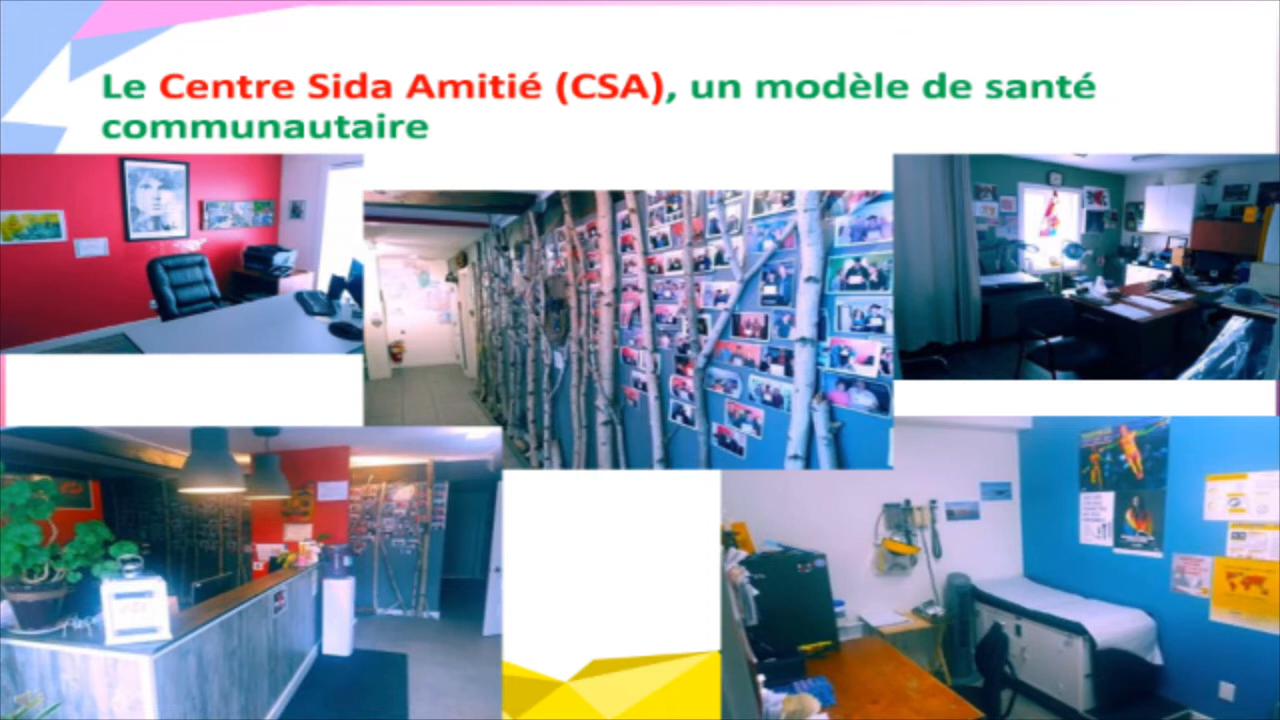 Le Centre Sida Amitié (CSA), un modèle de santé
communautaire